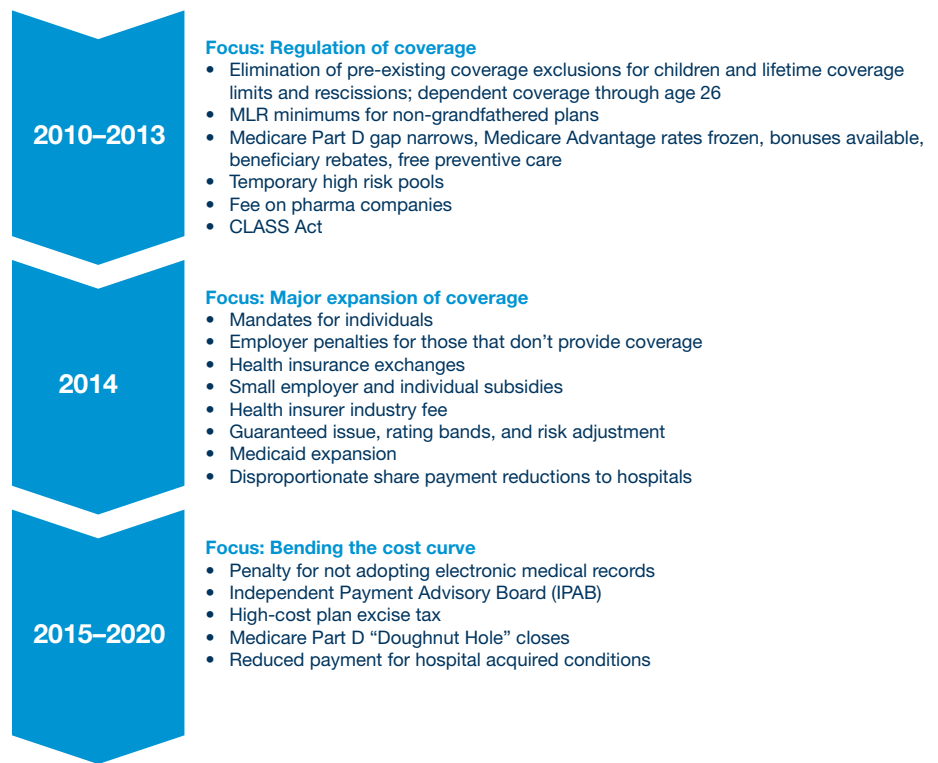 2010–2013
Focus: Regulation of coverage
• Elimination of pre-existing coverage exclusions for children and lifetime coverage
limits and rescissions; dependent coverage through age 26
• MLR minimums for non-grandfathered plans
• Medicare Part D gap narrows, Medicare Advantage rates frozen, bonuses available,
beneficiary rebates, free preventive care
• Temporary high risk pools
• Fee on pharma companies
• CLASS Act
2014
Focus: Major expansion of coverage
• Mandates for individuals
• Employer penalties for those that don’t provide coverage
• Health insurance exchanges
• Small employer and individual subsidies
• Health insurer industry fee
• Guaranteed issue, rating bands, and risk adjustment
• Medicaid expansion
• Disproportionate share payment reductions to hospitals
2015–2020
Focus: Bending the cost curve
• Penalty for not adopting electronic medical records
• Independent Payment Advisory Board (IPAB)
• High-cost plan excise tax
• Medicare Part D “Doughnut Hole” closes
• Reduced payment for hospital acquired conditions